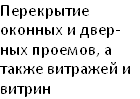 Перекрытие
оконных и двер-
ных проемов, а
также витражей и
витрин